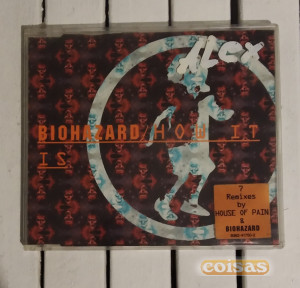 ALEX
BIOHAZARD/HOW IT
IS
7
Remixes
by
HOUSE OF PAIN
&
BIOHAZARD
coisas